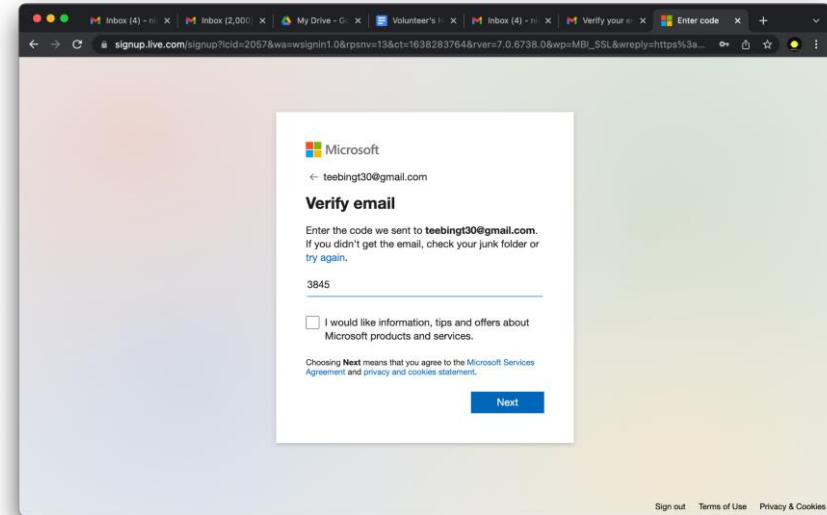 Inbox (4) - ni
Inbox (2,000)
My Drive - Go
Volunteer's H
Inbox (4) - ni
Verify your e
Enter code
signup.live.com/signup?lcid=2057&wa=wsignin1.0&rpsnv=13&ct=1638283764&rver=7.0.6738.0&wp=MBI_SSL&wreply=https%3a...
Microsoft
← teebingt30@gmail.com
Verify email
Enter the code we sent to teebingt30@gmail.com.
If you didn't get the email, check your junk folder or
try again.
3845
I would like information, tips and offers about
Microsoft products and services.
Choosing Next means that you agree to the Microsoft Services
Agreement and privacy and cookies statement.
Next
Sign out Terms of Use Privacy & Cookies